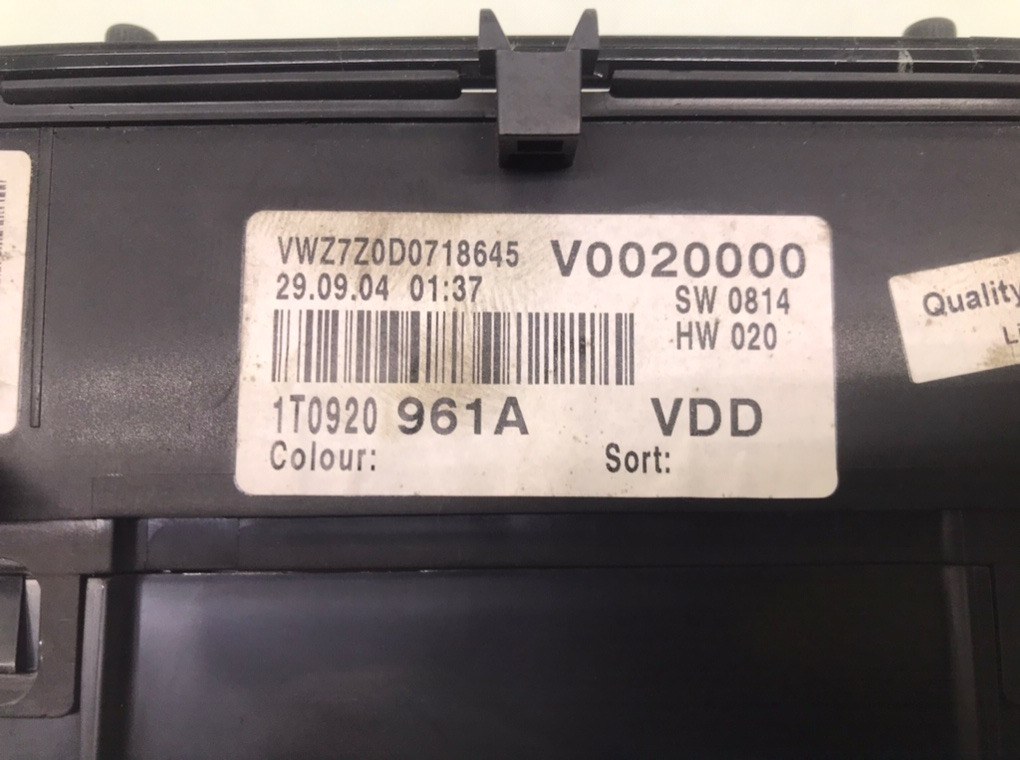 VWZ7Z0D0718645 V0020000
29.09.04 01:37 SW 0814
HW 020
1T0920 961A VDD
Colour: Sort:
Quality